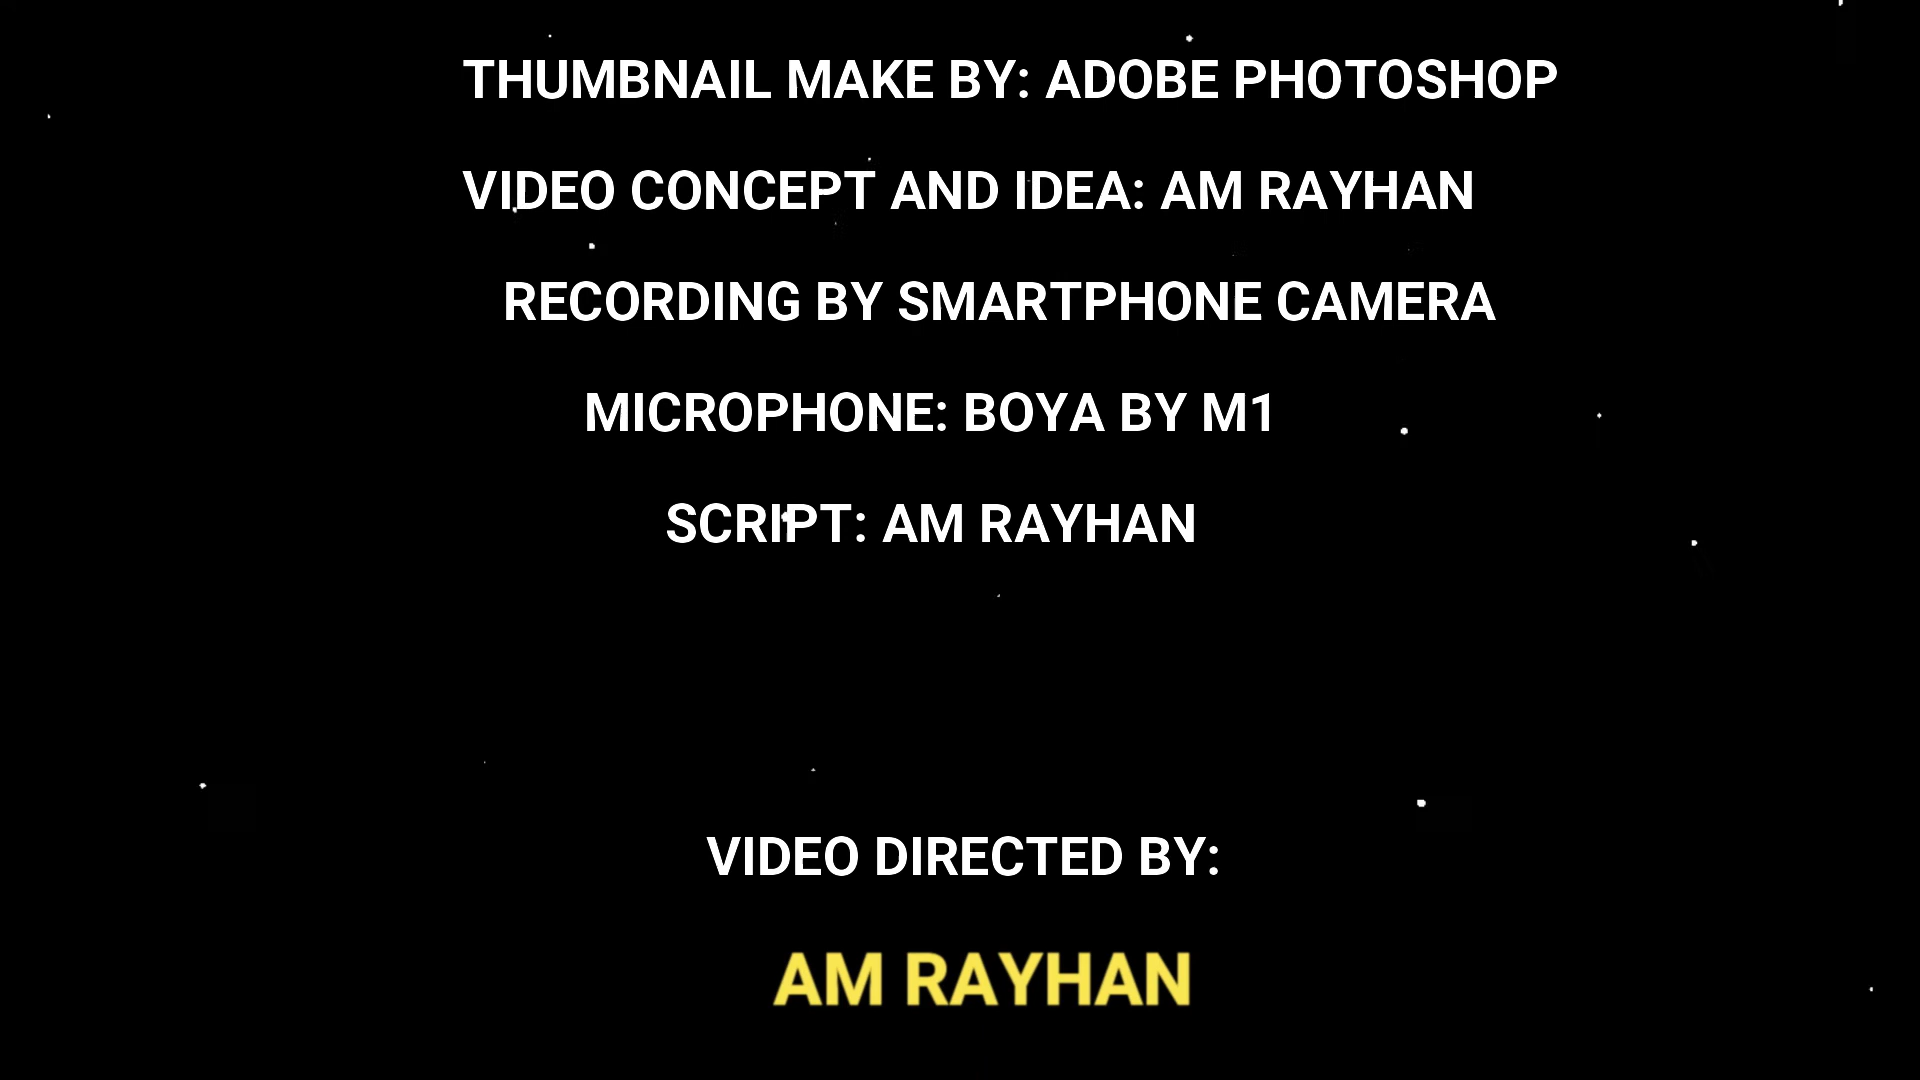 THUMBNAIL MAKE BY: ADOBE PHOTOSHOP
VIDEO CONCEPT AND IDEA: AM RAYHAN
RECORDING BY SMARTPHONE CAMERA
MICROPHONE: BOYA BY M1
SCRIPT: AM RAYHAN
VIDEO DIRECTED BY:
AM RAYHAN